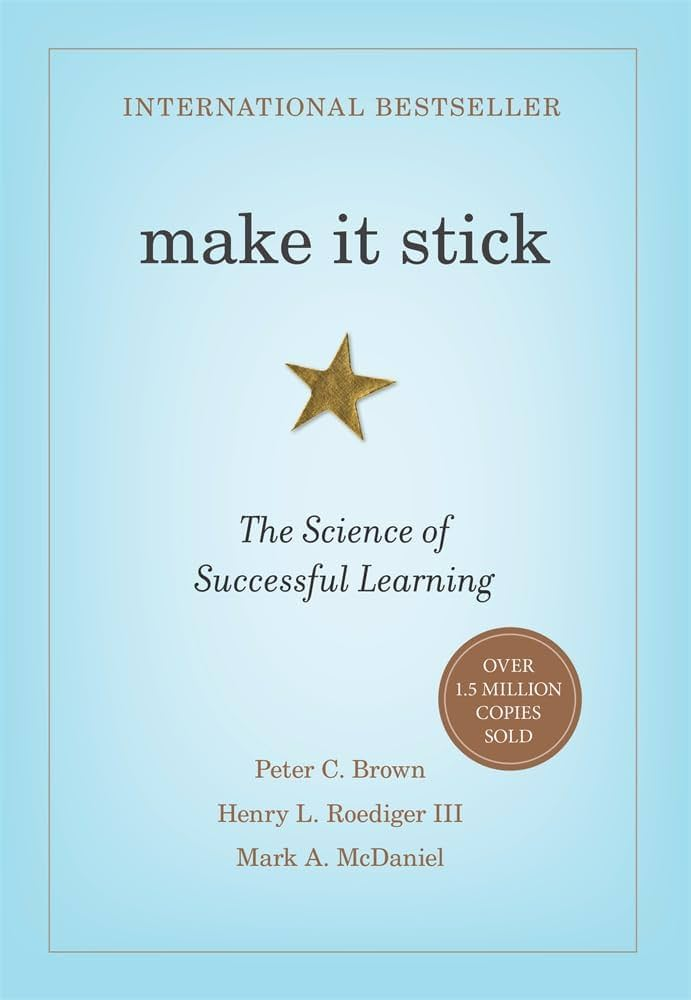 INTERNATIONAL BESTSELLER
make it stick
The Science of
Successful Learning
OVER
1.5 MILLION
COPIES
SOLD
Peter C. Brown
Henry L. Roediger III
Mark A. McDaniel